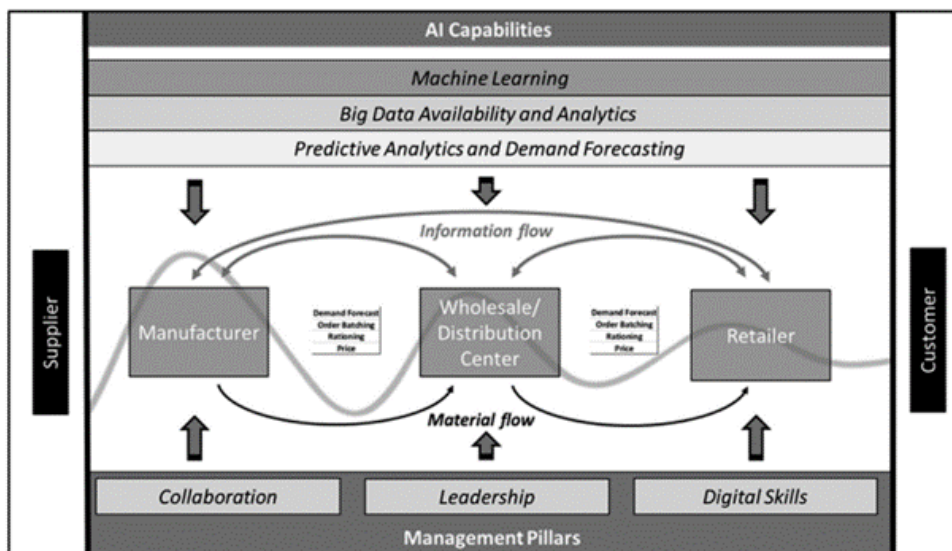 AI Capabilities
Machine Learning
Big Data Availability and Analytics
Predictive Analytics and Demand Forecasting
Information flow
Supplier
Manufacturer
Demand Forecast
Order Batching
Rationing
Price
Wholesale/
Distribution
Center
Demand Forecast
Order Batching
Rationing
Price
Retailer
Customer
Material flow
Collaboration
Leadership
Digital Skills
Management Pillars